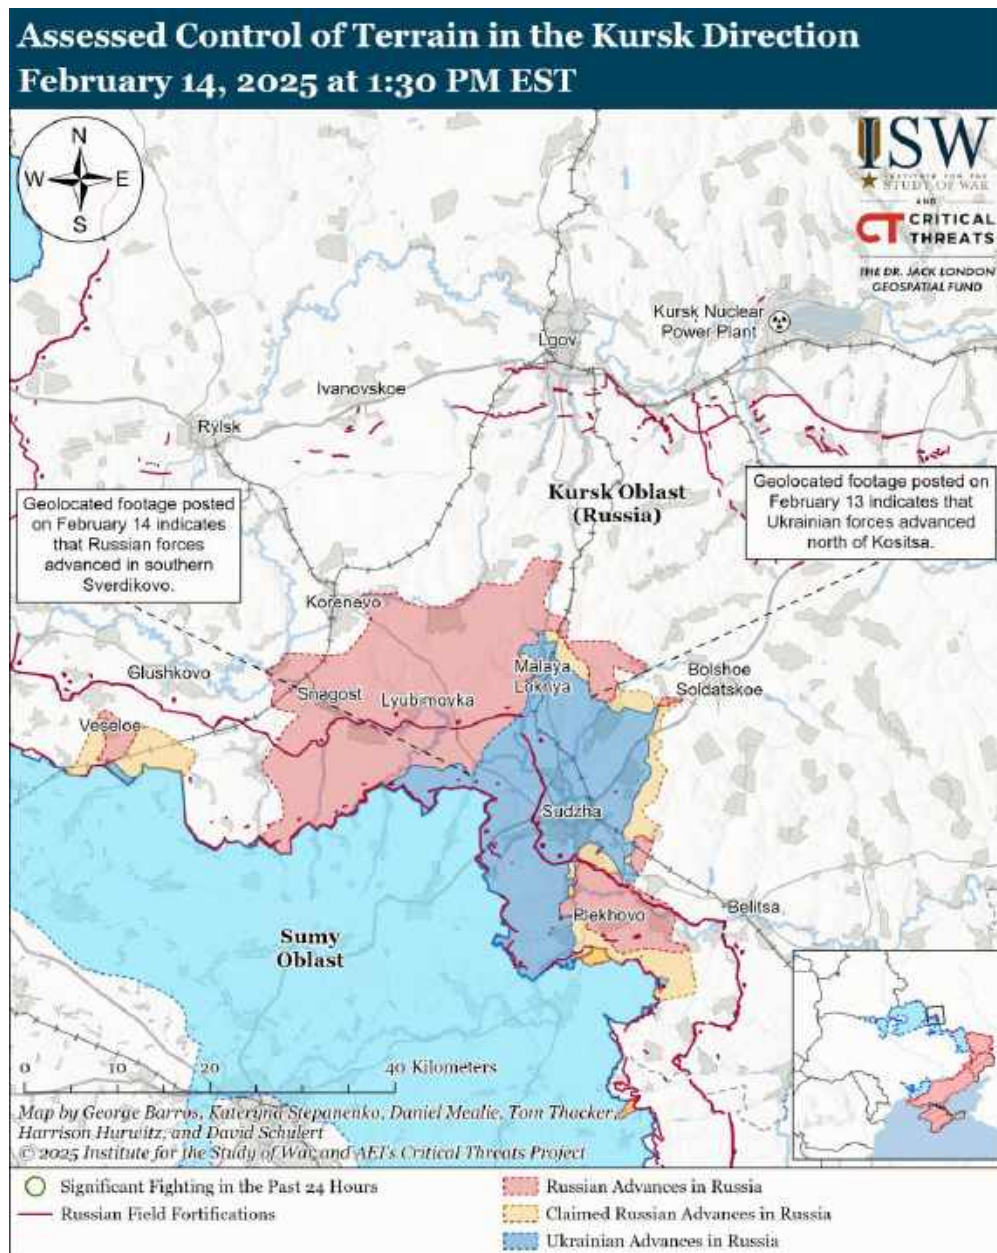 Assessed Control of Terrain in the Kursk Direction
February 14, 2025 at 1:30 PM EST
N
W
E
S
ISW
INSTITUTE FOR THE
STUDY OF WAR
AND
CT CRITICAL
THREATS
THE DR. JACK LONDON
GEOSPATIAL FUND
Kursk Nuclear
Power Plant
Lgov
Ivanovskoe
Rylsk
Geolocated footage posted
on February 14 indicates
that Russian forces
advanced in southern
Sverdlikovo.
Kursk Oblast
(Russia)
Geolocated footage posted on
February 13 indicates that
Ukrainian forces advanced
north of Kositsa.
Korenevo
Glushkovo
Snagost
Lyubimovka
Malaya
Loknya
Bolshoe
Soldatskoe
Veseloe
Sudzha
Plekhovo
Belitsa
Sumy
Oblast
0 10 20 40 Kilometers
Map by George Barros, Kateryna Stepanenko, Daniel Mealie, Tom Thacker,
Harrison Hurwitz, and David Schulert
© 2025 Institute for the Study of War and AEI's Critical Threats Project
Significant Fighting in the Past 24 Hours
Russian Field Fortifications
Russian Advances in Russia
Claimed Russian Advances in Russia
Ukrainian Advances in Russia